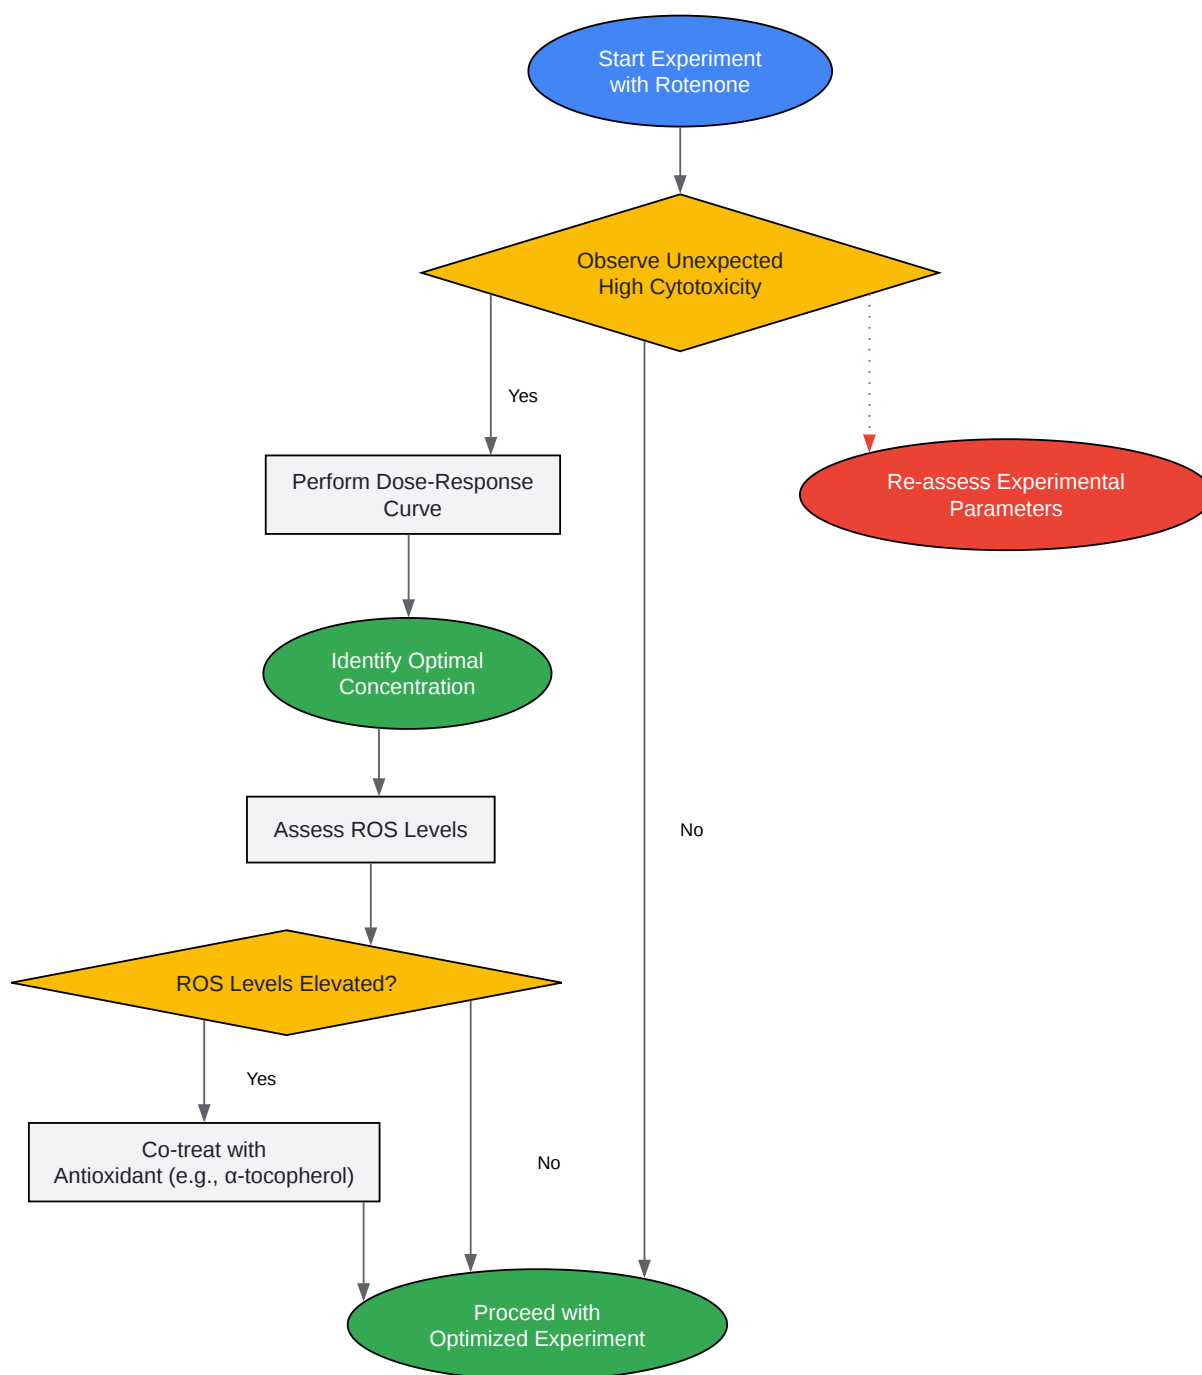 Start Experiment
with Rotenone
Observe Unexpected
High Cytotoxicity
Yes
Perform Dose-Response
Curve
Re-assess Experimental
Parameters
Identify Optimal
Concentration
Assess ROS Levels
No
ROS Levels Elevated?
Yes
Co-treat with
Antioxidant (e.g., α-tocopherol)
No
Proceed with
Optimized Experiment